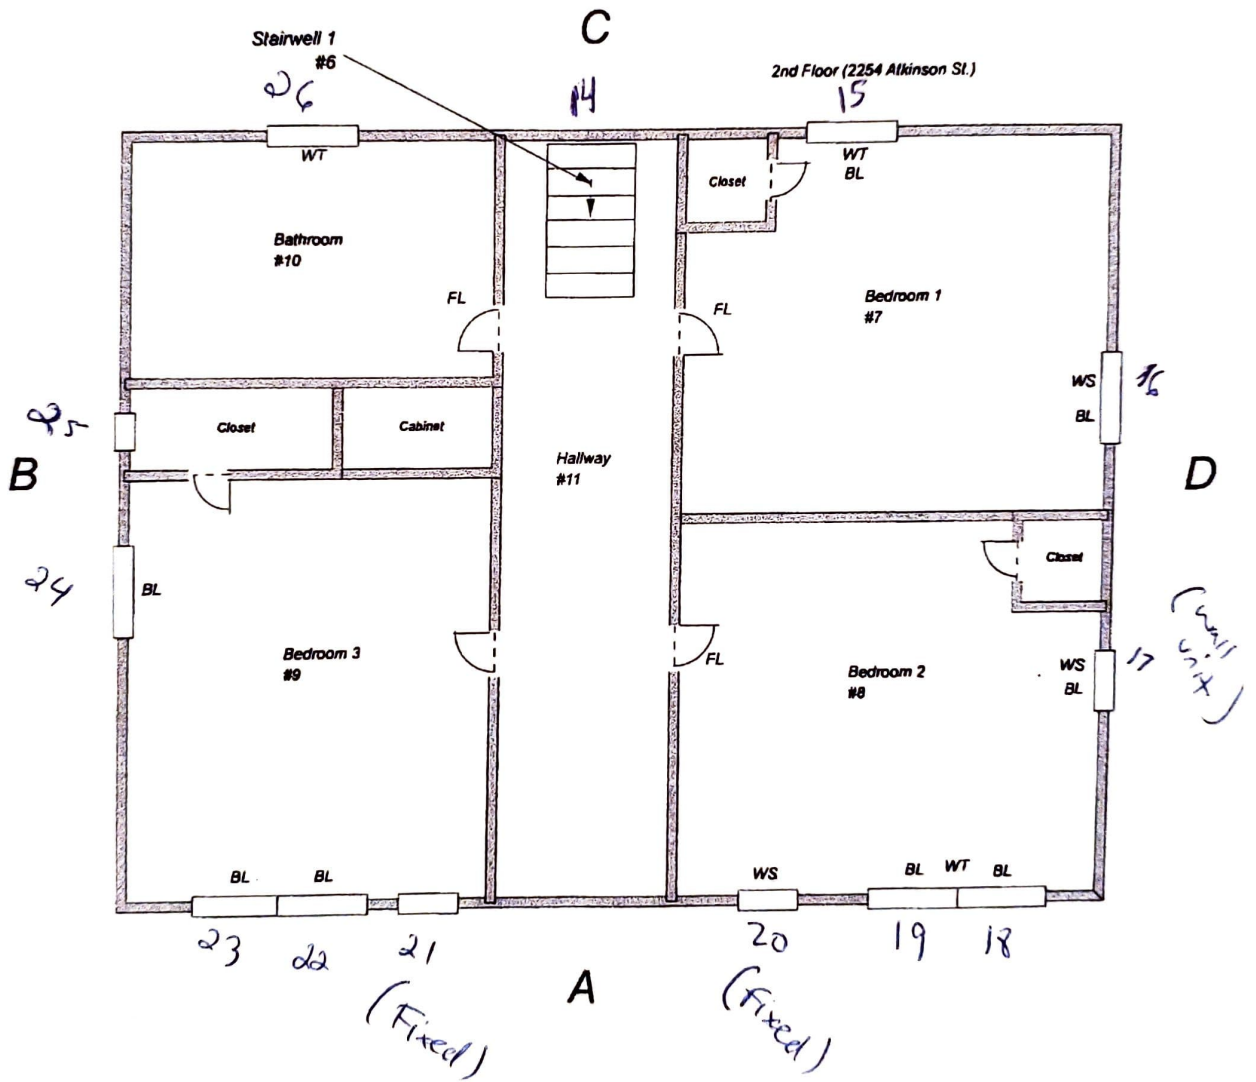 C
Stairwell 1
#6
2nd Floor (2254 Atkinson St.)
26
14
15
WT
WT
BL
Closet
Bathroom
#10
FL
FL
Bedroom 1
#7
WS
BL
16
25
Closet
Cabinet
B
Hallway
#11
D
24
BL
Closet
Bedroom 3
#9
FL
Bedroom 2
#8
WS
BL
17
(wall
unit)
BL
BL
WS
BL
WT
BL
23
22
21
20
19
18
(Fixed)
A
(Fixed)